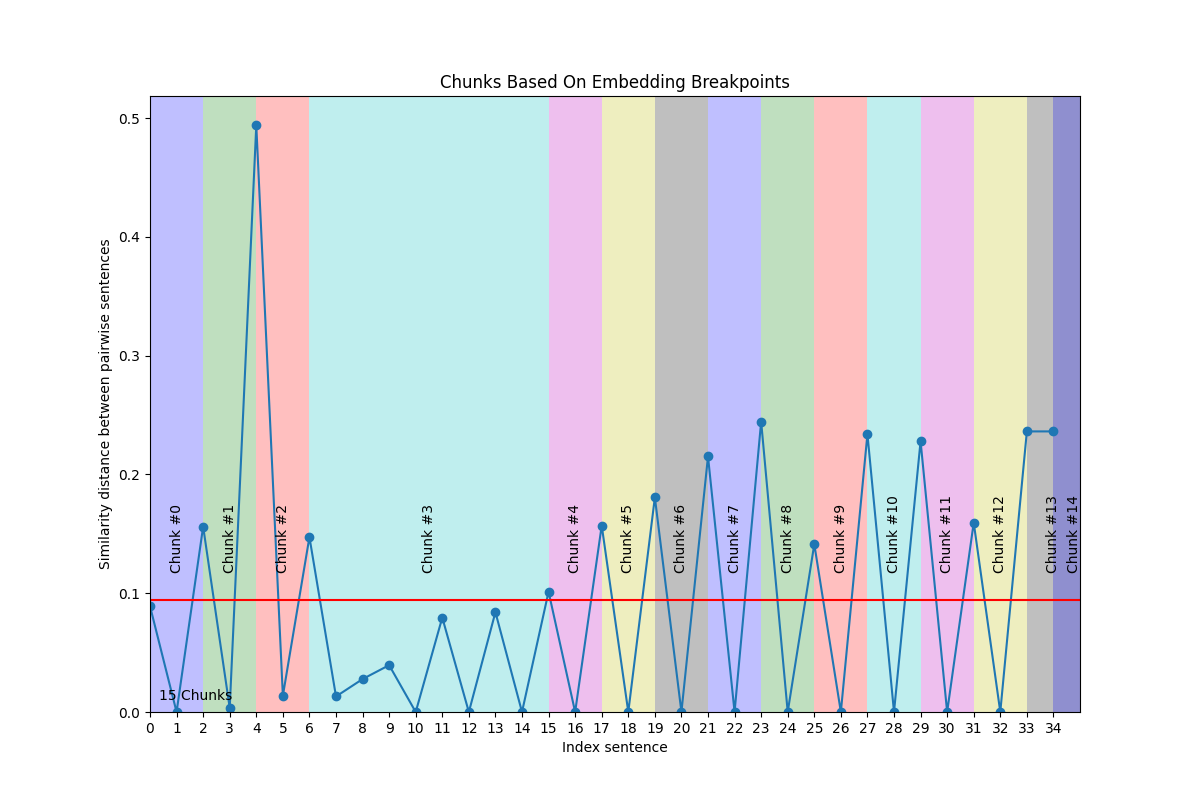 Chunks Based On Embedding Breakpoints
Similarity distance between pairwise sentences
0.5
0.4
0.3
0.2
0.1
0.0
Chunk #0
Chunk #1
Chunk #2
Chunk #3
Chunk #4
Chunk #5
Chunk #6
Chunk #7
Chunk #8
Chunk #9
Chunk #10
Chunk #11
Chunk #12
Chunk #13
Chunk #14
15 Chunks
0 1 2 3 4 5 6 7 8 9 10 11 12 13 14 15 16 17 18 19 20 21 22 23 24 25 26 27 28 29 30 31 32 33 34
Index sentence